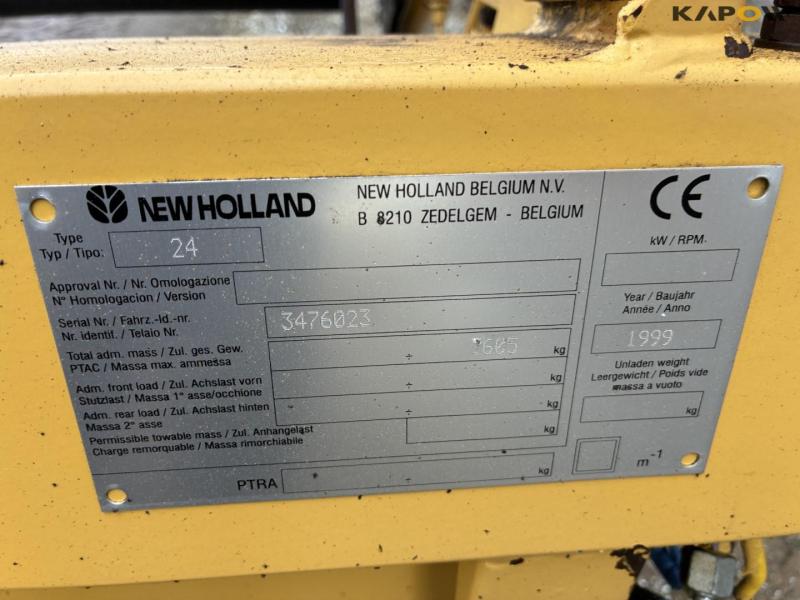 KAPOW
NEW HOLLAND
NEW HOLLAND BELGIUM N.V.
B 8210 ZEDELGEM - BELGIUM
CE
Type
Typ / Tipo: 24
kW / RPM
Approval Nr. / Nr. Omologazione
N° Homologacion / Version
Serial Nr. / Fahrz.-Id.-nr.
Nr. identif. / Telaio Nr. 3476023
Year / Baujahr
Année / Anno
1999
Total adm. mass / Zul. ges. Gew.
PTAC / Massa max. ammessa ÷ 3605 kg
Adm. front load / Zul. Achslast vorn
Stutzlast / Massa 1° asse/occhione ÷ kg
Adm. rear load / Zul. Achslast hinten
Massa 2° asse ÷ kg
Permissible towable mass / Zul. Anhangelast
Charge remorquable / Massa rimorchiabile kg
Unladen weight
Leergewicht / Poids vide
massa a vuoto
kg
PTRA ÷ kg
m-1